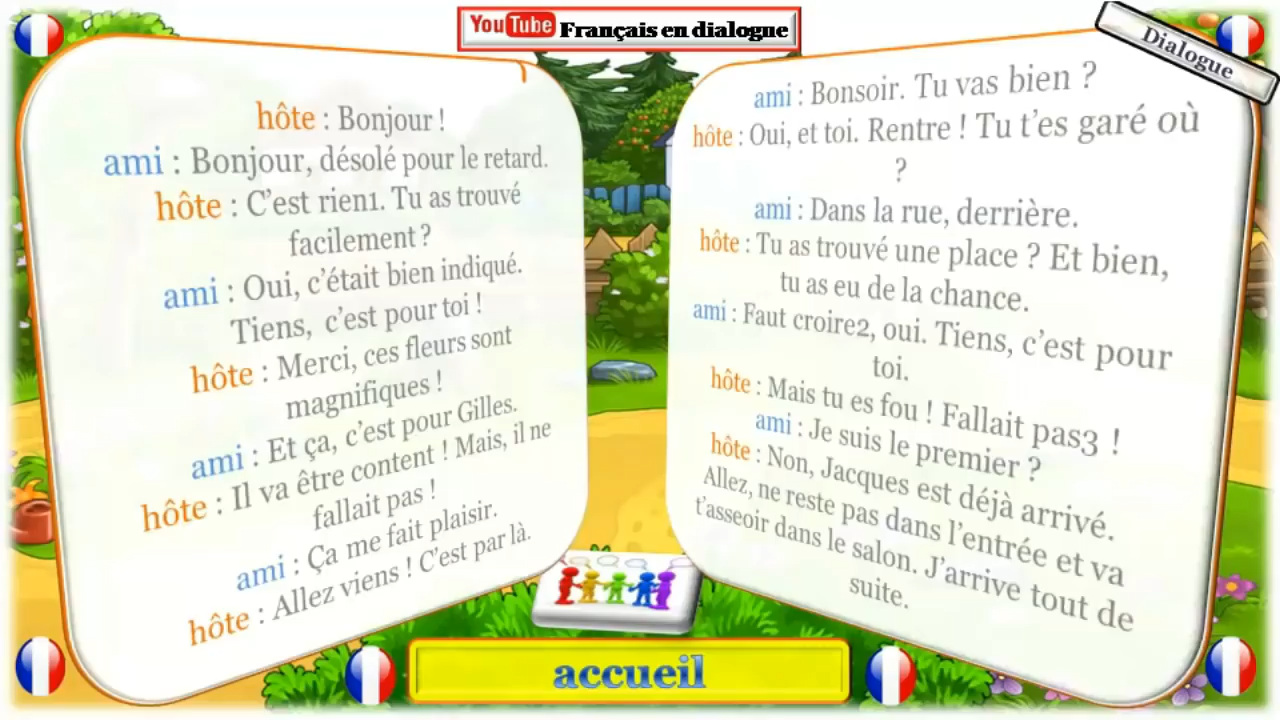 YouTube Français en dialogue
Dialogue
hôte : Bonjour !
ami : Bonjour, désolé pour le retard.
hôte : C'est rien1. Tu as trouvé
facilement ?
ami : Oui, c'était bien indiqué.
Tiens, c'est pour toi !
hôte : Merci, ces fleurs sont
magnifiques !
ami : Et ça, c'est pour Gilles.
hôte : Il va être content ! Mais, il ne
fallait pas !
ami : Ça me fait plaisir.
hôte : Allez viens ! C'est par là.
ami : Bonsoir. Tu vas bien ?
hôte : Oui, et toi. Rentre ! Tu t'es garé où
?
ami : Dans la rue, derrière.
hôte : Tu as trouvé une place ? Et bien,
tu as eu de la chance.
ami : Faut croire2, oui. Tiens, c'est pour
toi.
hôte : Mais tu es fou ! Fallait pas3 !
ami : Je suis le premier ?
hôte : Non, Jacques est déjà arrivé.
Allez, ne reste pas dans l'entrée et va
t'asseoir dans le salon. J'arrive tout de
suite.
accueil